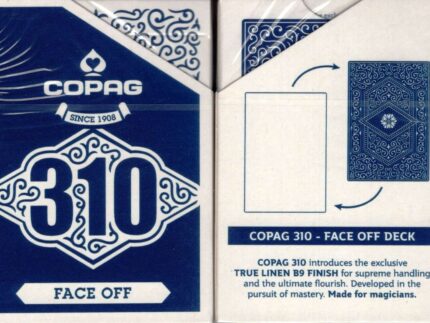 COPAG
SINCE 1908
310
FACE OFF
COPAG 310 - FACE OFF DECK
COPAG 310 introduces the exclusive
TRUE LINEN B9 FINISH for supreme handling
and the ultimate flourish. Developed in the
pursuit of mastery. Made for magicians.